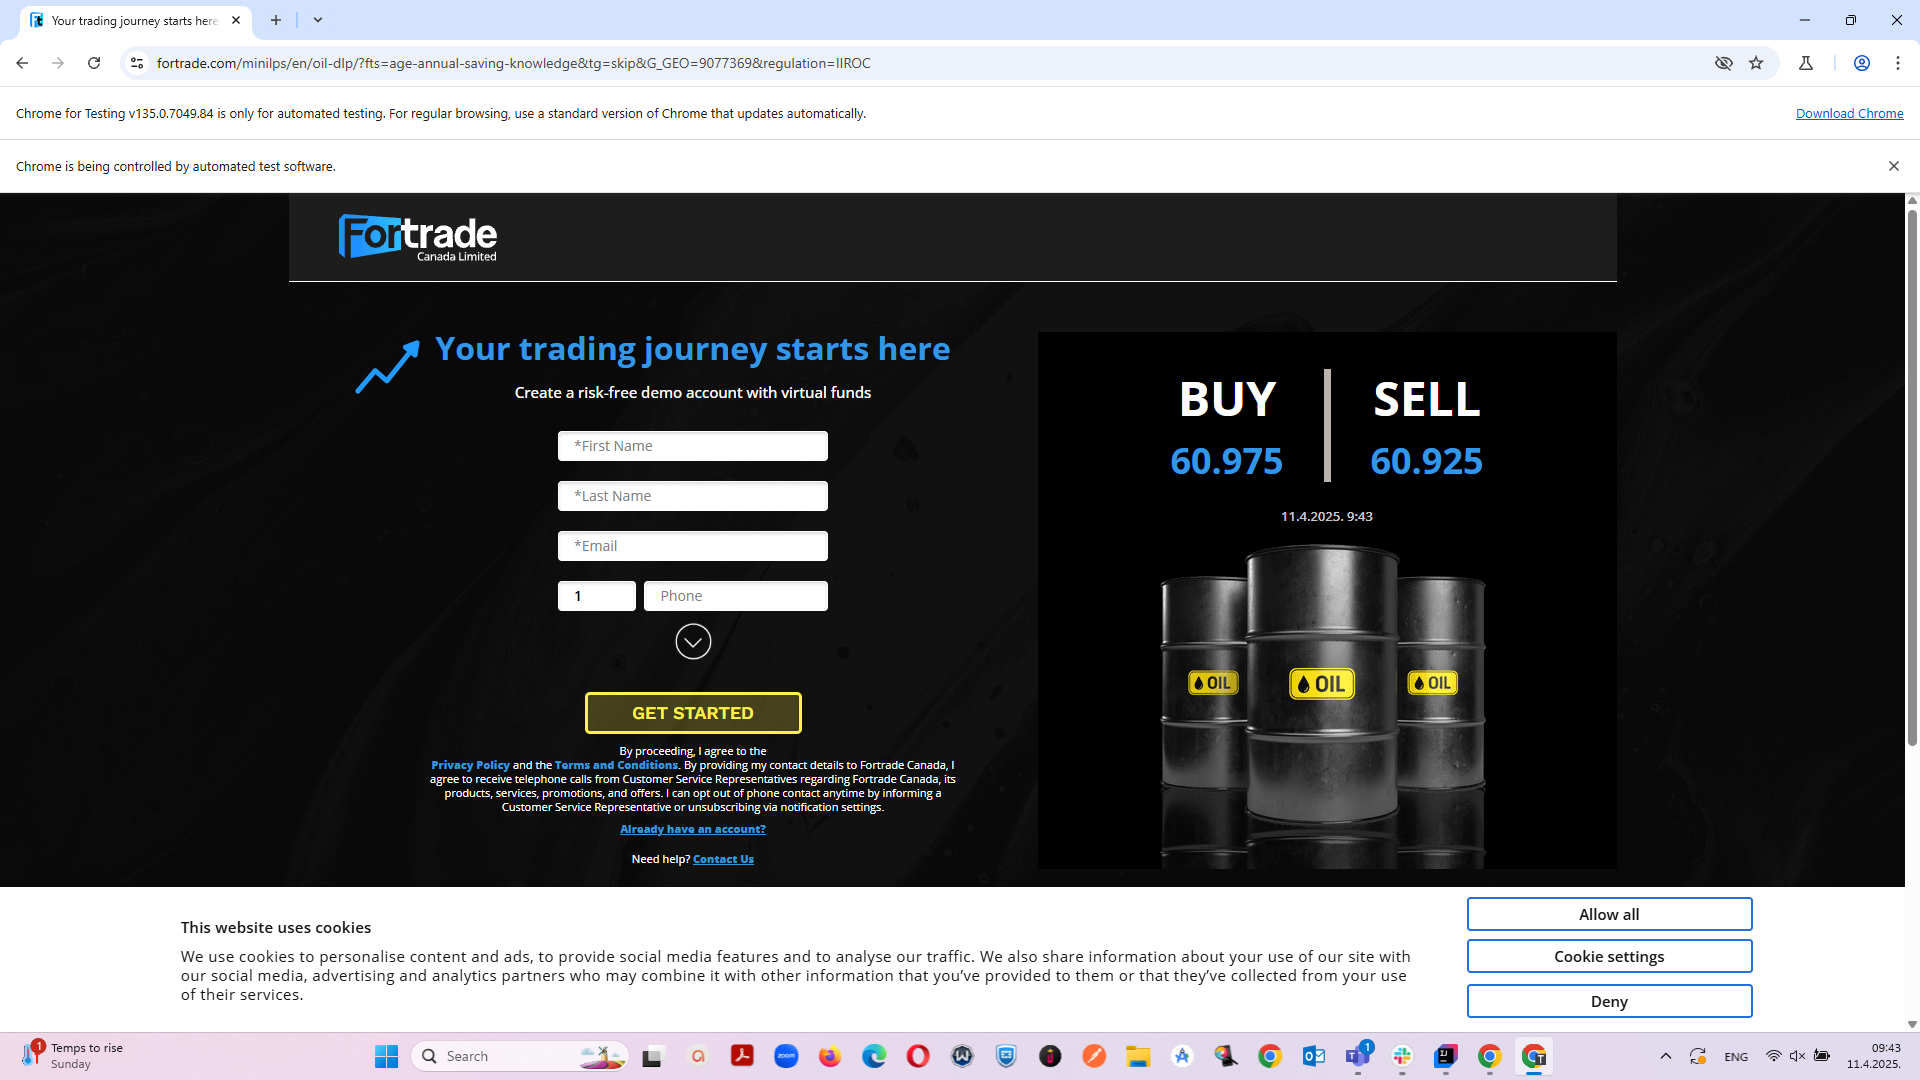 Your trading journey starts here
fortrade.com/minilps/en/oil-dlp/?fts=age-annual-saving-knowledge&tg=skip&G_GEO=9077369&regulation=IIROC
Chrome for Testing v135.0.7049.84 is only for automated testing. For regular browsing, use a standard version of Chrome that updates automatically.
Download Chrome
Chrome is being controlled by automated test software.
Fortrade
Canada Limited
Your trading journey starts here
Create a risk-free demo account with virtual funds
*First Name
*Last Name
*Email
1
Phone
GET STARTED
By proceeding, I agree to the
Privacy Policy and the Terms and Conditions. By providing my contact details to Fortrade Canada, I
agree to receive telephone calls from Customer Service Representatives regarding Fortrade Canada, its
products, services, promotions, and offers. I can opt out of phone contact anytime by informing a
Customer Service Representative or unsubscribing via notification settings.
Already have an account?
Need help? Contact Us
BUY
SELL
60.975
60.925
11.4.2025. 9:43
OIL
OIL
OIL
This website uses cookies
We use cookies to personalise content and ads, to provide social media features and to analyse our traffic. We also share information about your use of our site with
our social media, advertising and analytics partners who may combine it with other information that you've provided to them or that they've collected from your use
of their services.
Allow all
Cookie settings
Deny
1
Temps to rise
Sunday
Search
zoom
1
ENG
09:43
11.4.2025.